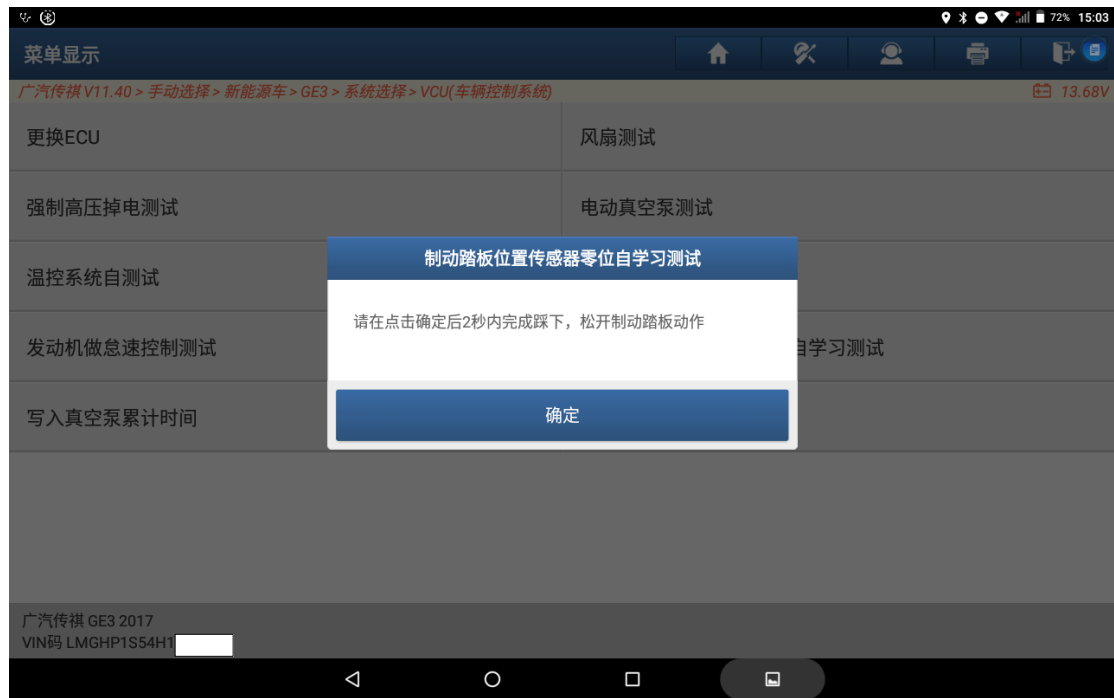 72% 15:03
菜单显示
广汽传祺 V11.40 > 手动选择 > 新能源车 > GE3 > 系统选择 > VCU(车辆控制系统)
13.68V
更换ECU
风扇测试
强制高压掉电测试
电动真空泵测试
制动踏板位置传感器零位自学习测试
温控系统自测试
请在点击确定后2秒内完成踩下，松开制动踏板动作
发动机做怠速控制测试
自学习测试
确定
写入真空泵累计时间
广汽传祺 GE3 2017
VIN码 LMGHP1S54H1